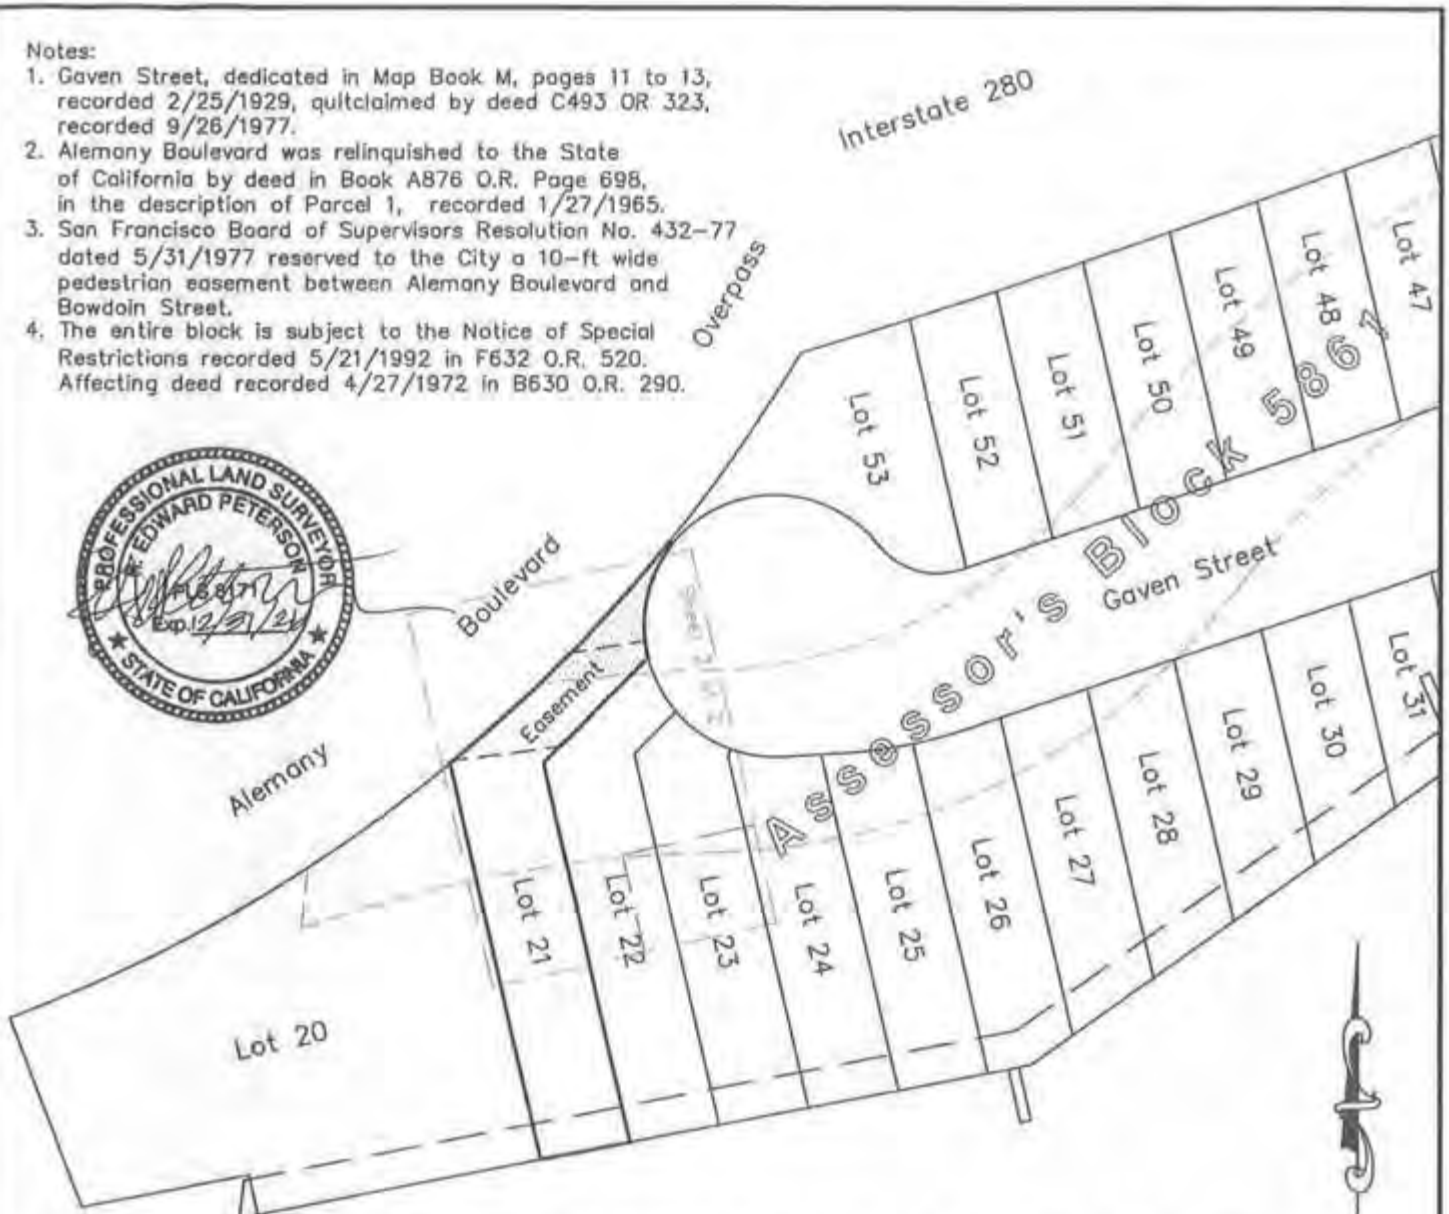 Notes:
1. Gaven Street, dedicated in Map Book M, pages 11 to 13,
recorded 2/25/1929, quitclaimed by deed C493 OR 323,
recorded 9/26/1977.
2. Alemany Boulevard was relinquished to the State
of California by deed in Book A876 O.R. Page 698,
in the description of Parcel 1, recorded 1/27/1965.
3. San Francisco Board of Supervisors Resolution No. 432-77
dated 5/31/1977 reserved to the City a 10-ft wide
pedestrian easement between Alemany Boulevard and
Bowdoin Street.
4. The entire block is subject to the Notice of Special
Restrictions recorded 5/21/1992 in F632 O.R. 520.
Affecting deed recorded 4/27/1972 in B630 O.R. 290.
Interstate 280
Overpass
Lot 47
Lot 48
Lot 49
Lot 50
Lot 51
Lot 52
Lot 53
Assessor's Block 5867
Gaven Street
PROFESSIONAL LAND SURVEYOR
EDWARD PETERSON
STATE OF CALIFORNIA
Alemany
Boulevard
Easement
Lot 20
Lot 21
Lot 22
Lot 23
Lot 24
Lot 25
Lot 26
Lot 27
Lot 28
Lot 29
Lot 30
Lot 31